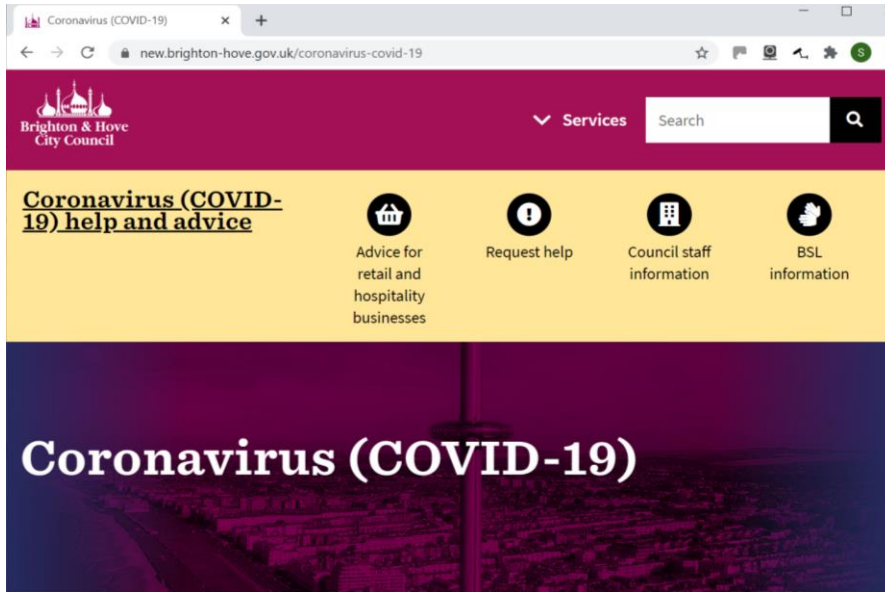 Coronavirus (COVID-19)
new.brighton-hove.gov.uk/coronavirus-covid-19
S
Brighton & Hove
City Council
Services
Search
Coronavirus (COVID-
19) help and advice
Advice for
retail and
hospitality
businesses
Request help
Council staff
information
BSL
information
Coronavirus (COVID-19)